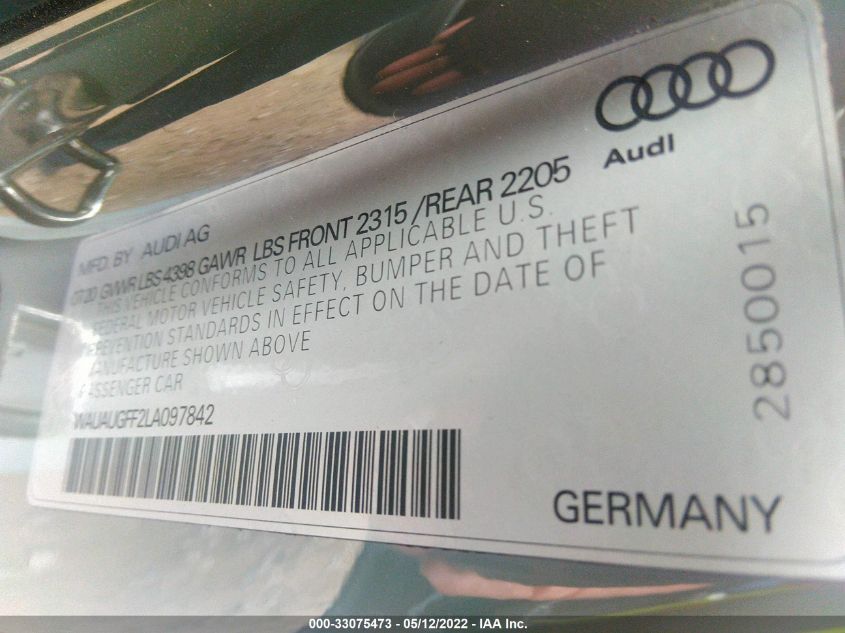 Audi
MFD. BY AUDI AG
07/20 GVWR LBS 4398 GAWR LBS FRONT 2315 /REAR 2205
THIS VEHICLE CONFORMS TO ALL APPLICABLE U.S.
FEDERAL MOTOR VEHICLE SAFETY, BUMPER AND THEFT
PREVENTION STANDARDS IN EFFECT ON THE DATE OF
MANUFACTURE SHOWN ABOVE
PASSENGER CAR
WAUAUGFF2LA097842
2850015
GERMANY
000-33075473 - 05/12/2022 - IAA Inc.